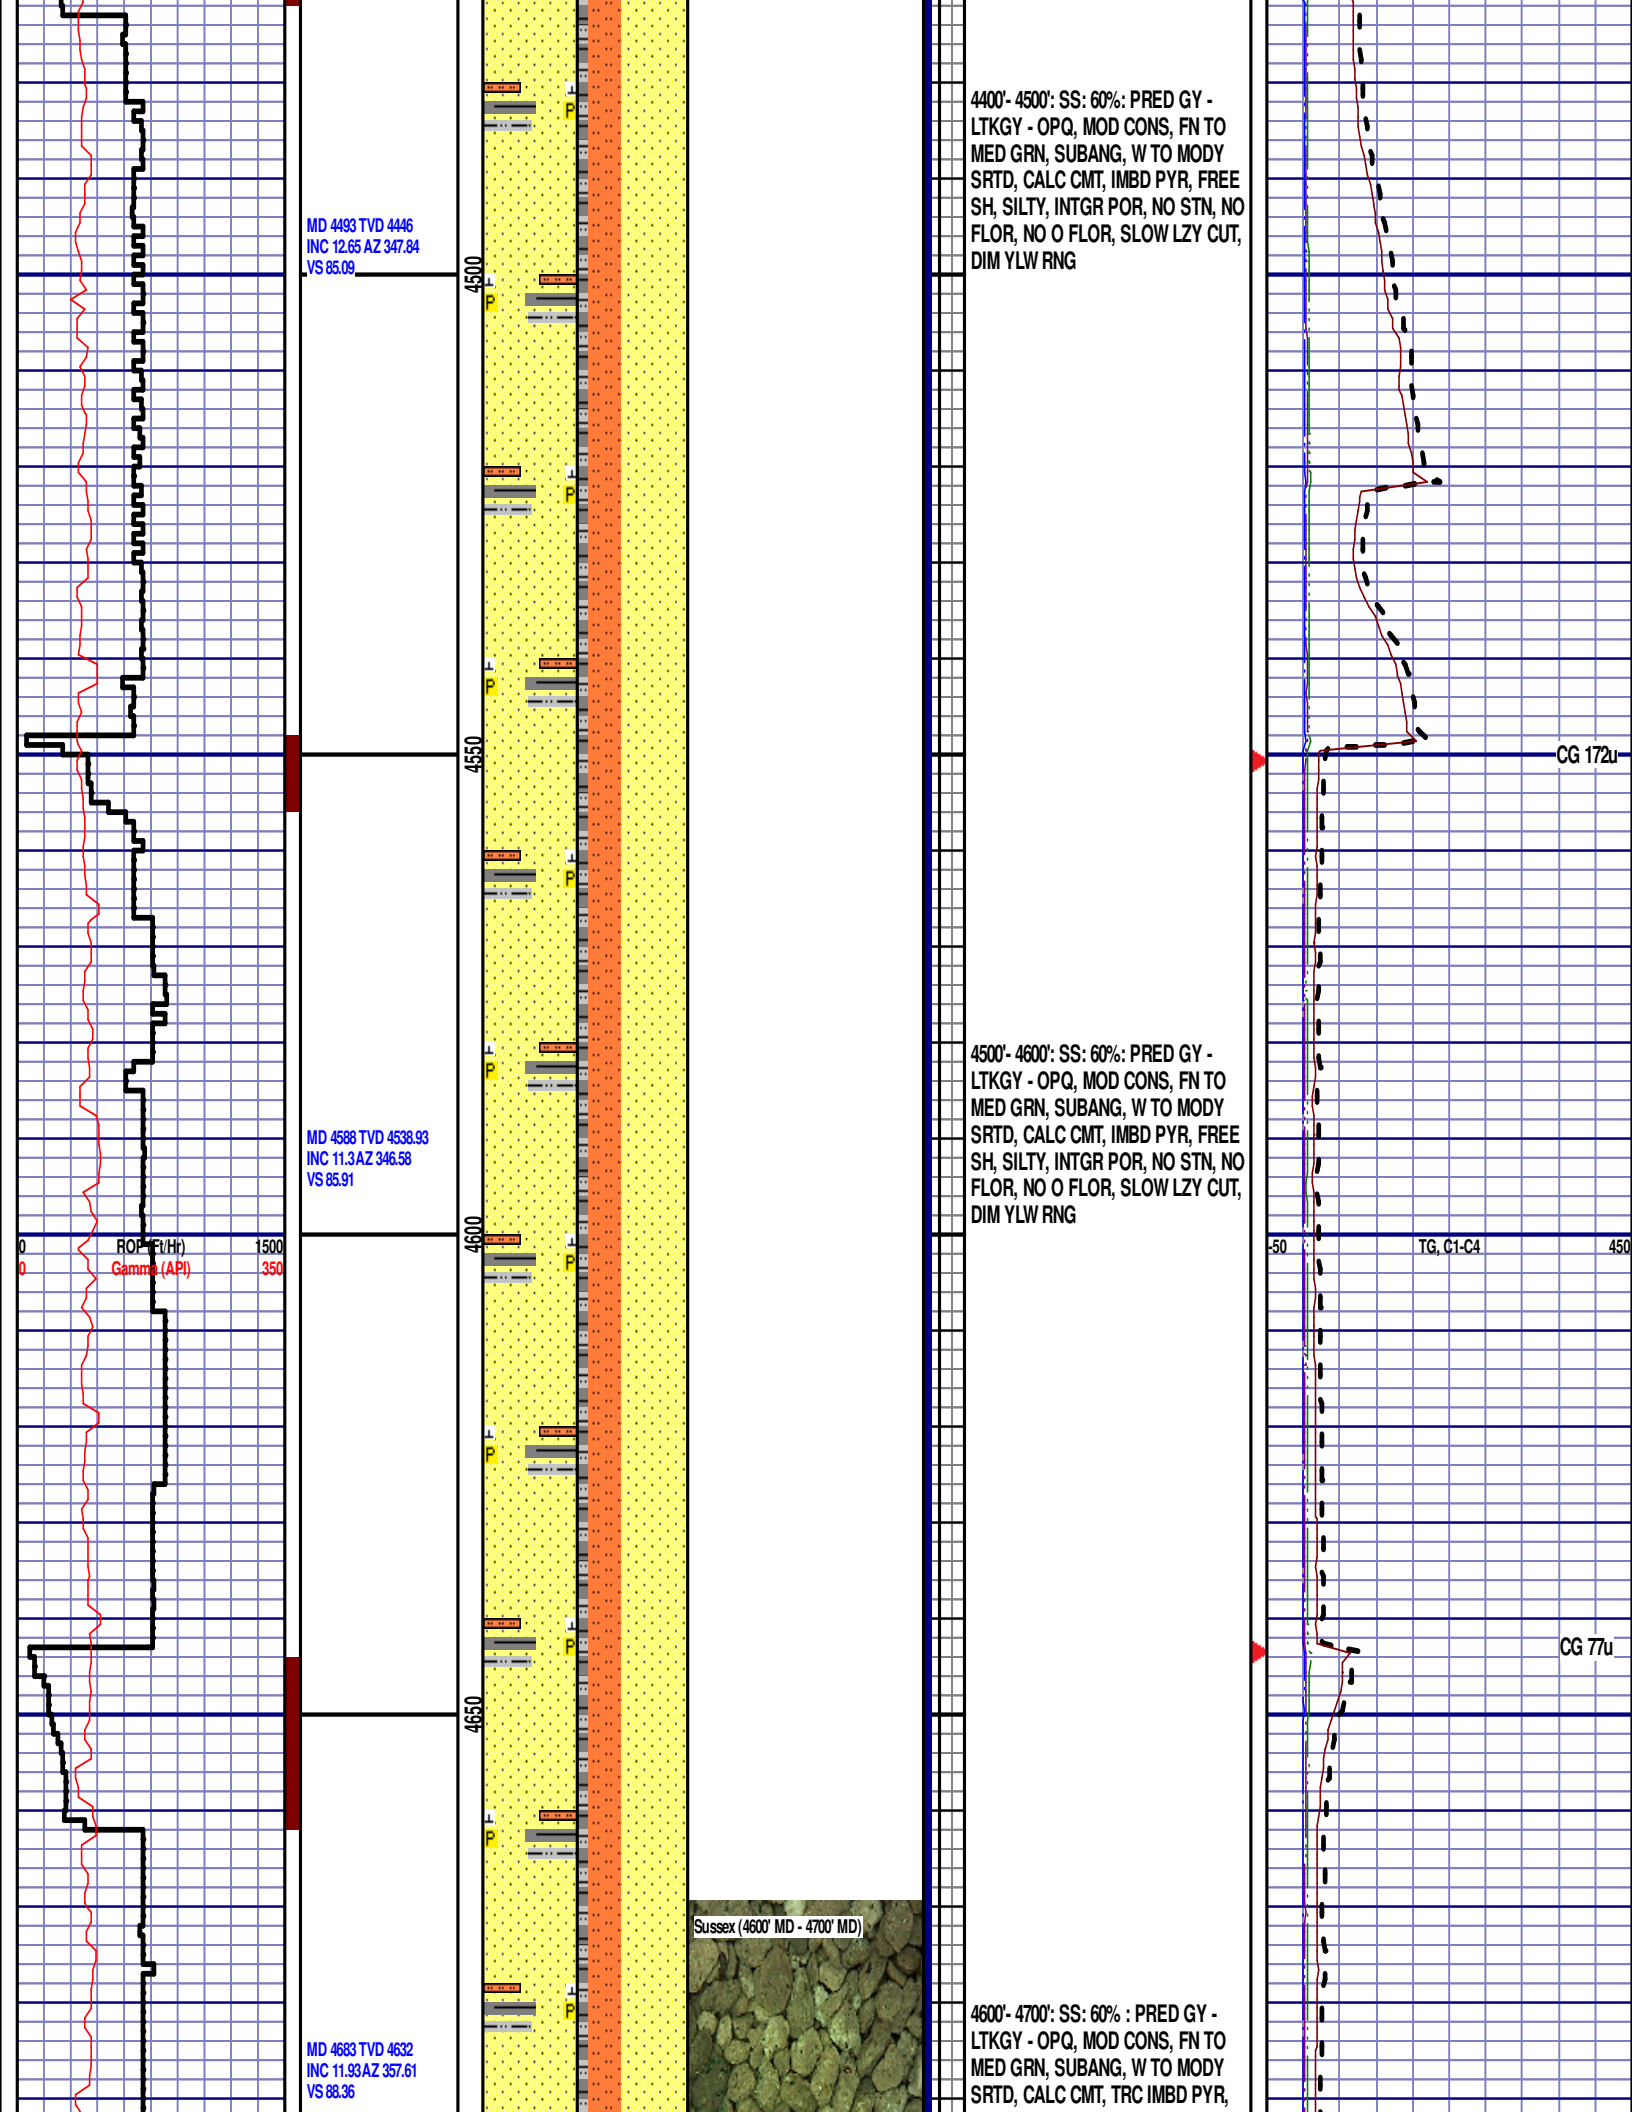 4400'- 4500': SS: 60%: PRED GY -
LTKGY - OPQ, MOD CONS, FN TO
MED GRN, SUBANG, W TO MODY
SRTD, CALC CMT, IMBD PYR, FREE
SH, SILTY, INTGR POR, NO STN, NO
FLOR, NO O FLOR, SLOW LZY CUT,
DIM YLW RNG
MD 4493 TVD 4446
INC 12.65 AZ 347.84
VS 85.09
4500
4550
CG 172u
4500'- 4600': SS: 60%: PRED GY -
LTKGY - OPQ, MOD CONS, FN TO
MED GRN, SUBANG, W TO MODY
SRTD, CALC CMT, IMBD PYR, FREE
SH, SILTY, INTGR POR, NO STN, NO
FLOR, NO O FLOR, SLOW LZY CUT,
DIM YLW RNG
MD 4588 TVD 4538.93
INC 11.3 AZ 346.58
VS 85.91
4600
0 ROP (Ft/Hr) 1500
0 Gamma (API) 350
-50 TG, C1-C4 450
CG 77u
4650
Sussex (4600' MD - 4700' MD)
4600'- 4700': SS: 60% : PRED GY -
LTKGY - OPQ, MOD CONS, FN TO
MED GRN, SUBANG, W TO MODY
SRTD, CALC CMT, TRC IMBD PYR,
MD 4683 TVD 4632
INC 11.93 AZ 357.61
VS 88.36
P
P
P
P
P
P
P
P
P
P
P